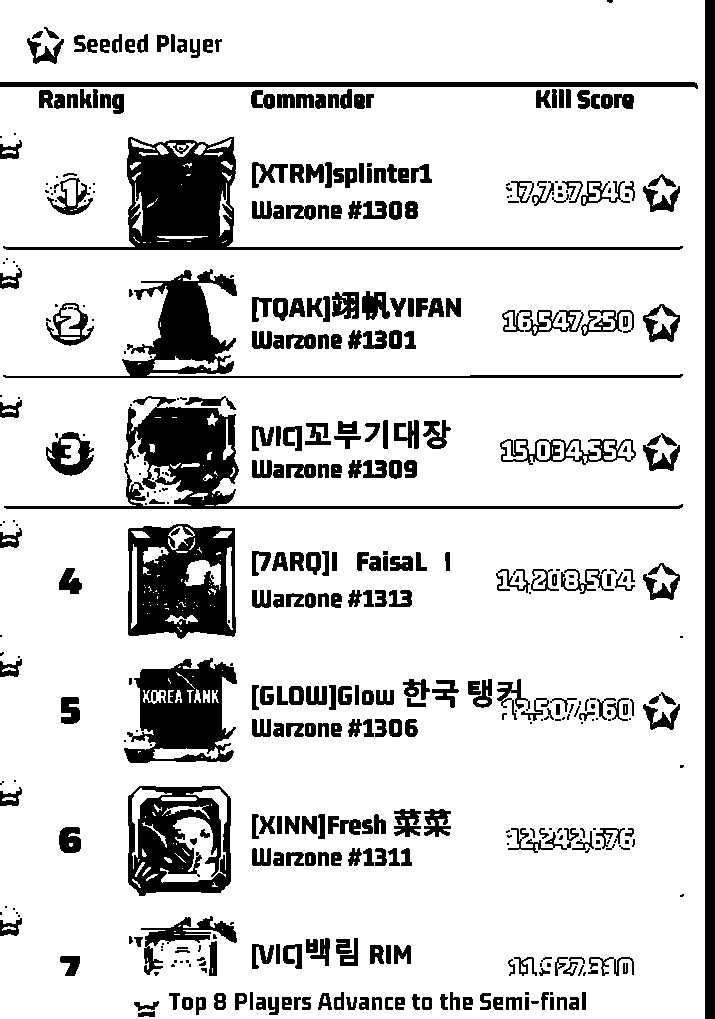 Seeded Player
Ranking Commander Kill Score
1 [XTRM]splinter1 17,787,546
Warzone #1308
2 [TQAK]翊帆YIFAN 16,547,250
Warzone #1301
3 [VIC]꼬부기대장 15,034,554
Warzone #1309
4 [7ARQ]l FaisaL l 14,208,504
Warzone #1313
5 KOREA TANK [GLOW]Glow 한국 탱커 12,507,960
Warzone #1306
6 [XINN]Fresh 菜菜 12,242,676
Warzone #1311
7 [VIC]백림 RIM 11,927,310
Top 8 Players Advance to the Semi-final